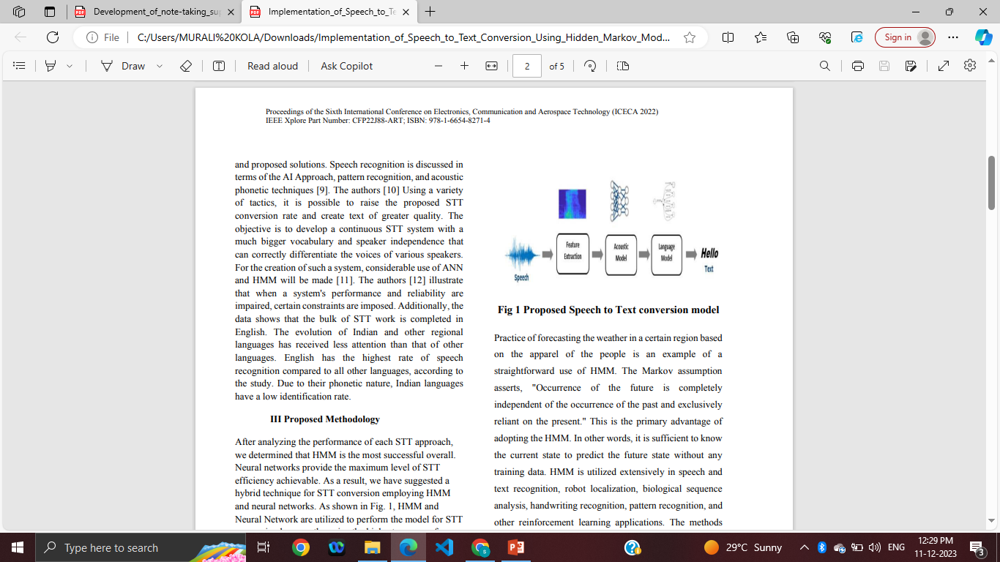 Development_of_note-taking_su
Implementation_of_Speech_to_Te
File
C:/Users/MURALI%20KOLA/Downloads/Implementation_of_Speech_to_Text_Conversion_Using_Hidden_Markov_Mod...
Sign in
Draw
Read aloud
Ask Copilot
2
of 5
Proceedings of the Sixth International Conference on Electronics, Communication and Aerospace Technology (ICECA 2022)
IEEE Xplore Part Number: CFP22J88-ART; ISBN: 978-1-6654-8271-4
and proposed solutions. Speech recognition is discussed in
terms of the AI Approach, pattern recognition, and acoustic
phonetic techniques [9]. The authors [10] Using a variety
of tactics, it is possible to raise the proposed STT
conversion rate and create text of greater quality. The
objective is to develop a continuous STT system with a
much bigger vocabulary and speaker independence that
can correctly differentiate the voices of various speakers.
For the creation of such a system, considerable use of ANN
and HMM will be made [11]. The authors [12] illustrate
that when a system's performance and reliability are
impaired, certain constraints are imposed. Additionally, the
data shows that the bulk of STT work is completed in
English. The evolution of Indian and other regional
languages has received less attention than that of other
languages. English has the highest rate of speech
recognition compared to all other languages, according to
the study. Due to their phonetic nature, Indian languages
have a low identification rate.
III Proposed Methodology
After analyzing the performance of each STT approach,
we determined that HMM is the most successful overall.
Neural networks provide the maximum level of STT
efficiency achievable. As a result, we have suggested a
hybrid technique for STT conversion employing HMM
and neural networks. As shown in Fig. 1, HMM and
Neural Network are utilized to perform the model for STT
Speech
Feature
Extraction
Acoustic
Model
Language
Model
Hello
Text
Fig 1 Proposed Speech to Text conversion model
Practice of forecasting the weather in a certain region based
on the apparel of the people is an example of a
straightforward use of HMM. The Markov assumption
asserts, "Occurrence of the future is completely
independent of the occurrence of the past and exclusively
reliant on the present." This is the primary advantage of
adopting the HMM. In other words, it is sufficient to know
the current state to predict the future state without any
training data. HMM is utilized extensively in speech and
text recognition, robot localization, biological sequence
analysis, handwriting recognition, pattern recognition, and
other reinforcement learning applications. The methods
Type here to search
29°C Sunny
ENG
12:29 PM
11-12-2023
3